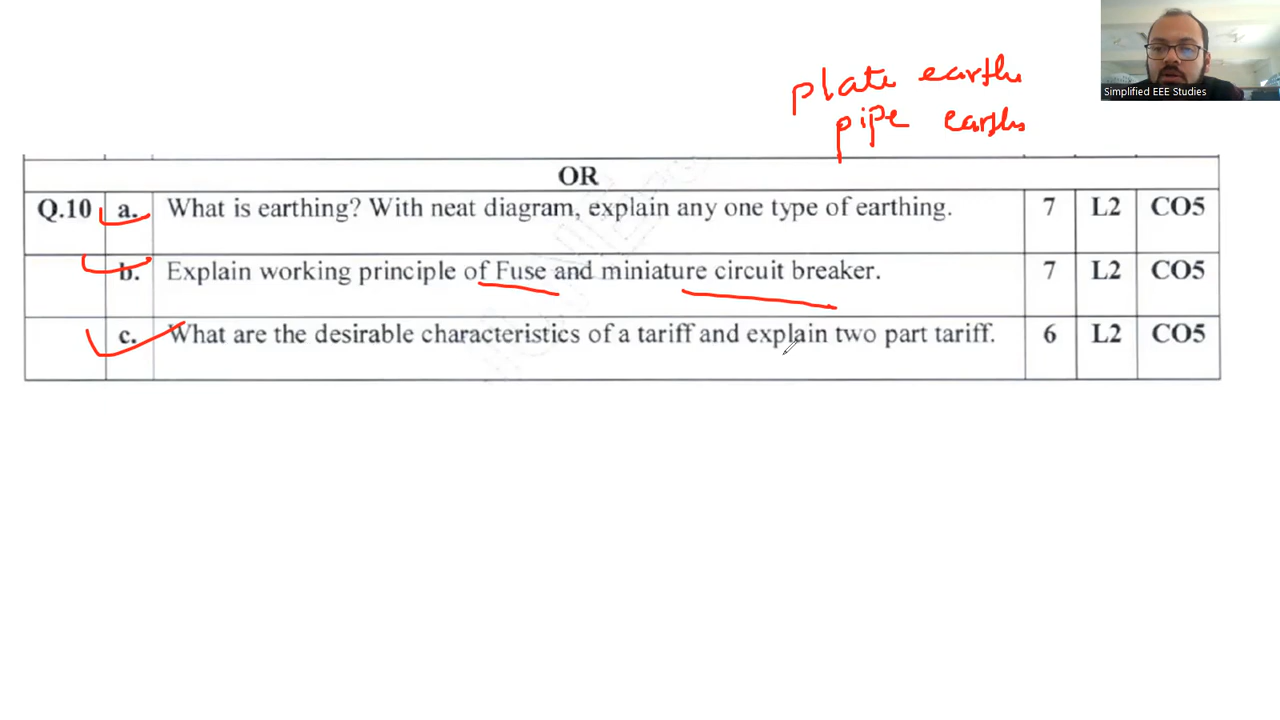 Simplified EEE Studies
plate earths
pipe earths
OR
Q.10 a. What is earthing? With neat diagram, explain any one type of earthing. 7 L2 CO5
b. Explain working principle of Fuse and miniature circuit breaker. 7 L2 CO5
c. What are the desirable characteristics of a tariff and explain two part tariff. 6 L2 CO5